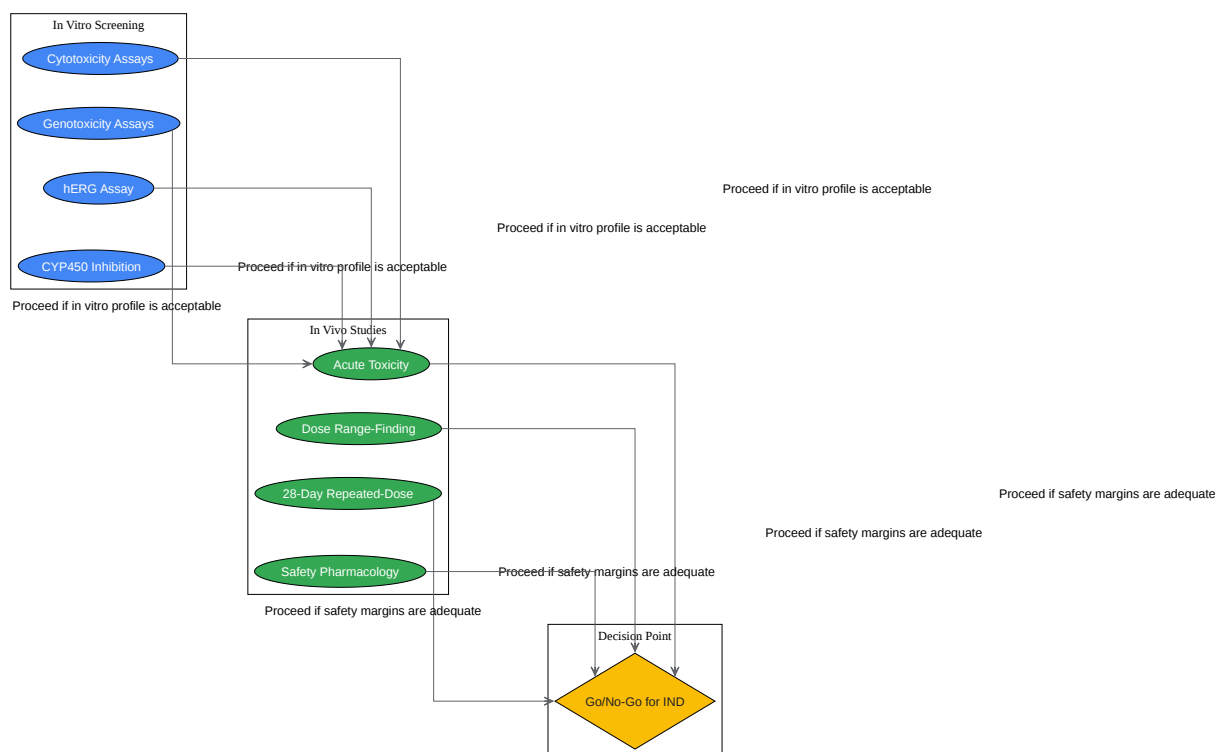 In Vitro Screening
Cytotoxicity Assays
Genotoxicity Assays
hERG Assay
Proceed if in vitro profile is acceptable
Proceed if in vitro profile is acceptable
CYP450 Inhibition
Proceed if in vitro profile is acceptable
Proceed if in vitro profile is acceptable
In Vivo Studies
Acute Toxicity
Dose Range-Finding
28-Day Repeated-Dose
Proceed if safety margins are adequate
Proceed if safety margins are adequate
Safety Pharmacology
Proceed if safety margins are adequate
Proceed if safety margins are adequate
Decision Point
Go/No-Go for IND